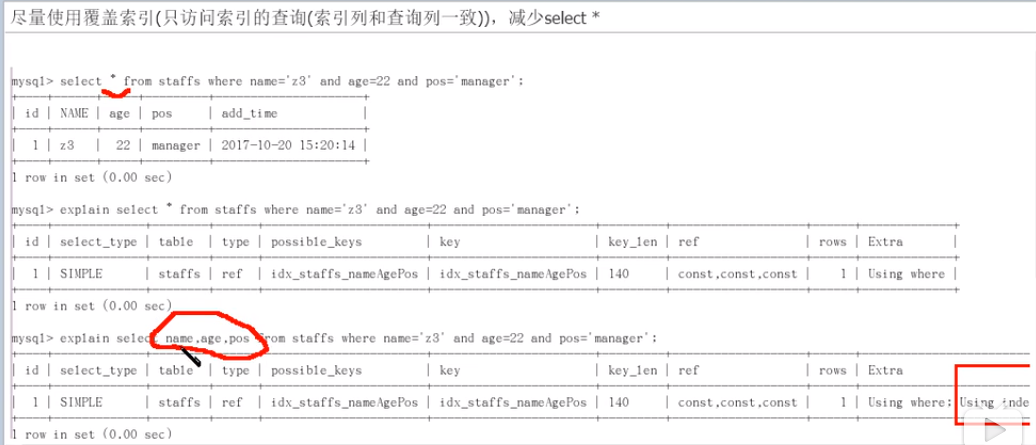 尽量使用覆盖索引(只访问索引的查询(索引列和查询列一致))，减少select *
mysql> select * from staffs where name='z3' and age=22 and pos='manager';
| id | NAME | age | pos | add_time |
| 1 | z3 | 22 | manager | 2017-10-20 15:20:14 |
1 row in set (0.00 sec)
mysql> explain select * from staffs where name='z3' and age=22 and pos='manager';
| id | select_type | table | type | possible_keys | key | key_len | ref | rows | Extra |
| 1 | SIMPLE | staffs | ref | idx_staffs_nameAgePos | idx_staffs_nameAgePos | 140 | const,const,const | 1 | Using where |
1 row in set (0.00 sec)
mysql> explain select name,age,pos from staffs where name='z3' and age=22 and pos='manager';
| id | select_type | table | type | possible_keys | key | key_len | ref | rows | Extra
| 1 | SIMPLE | staffs | ref | idx_staffs_nameAgePos | idx_staffs_nameAgePos | 140 | const,const,const | 1 | Using where; Using inde
1 row in set (0.00 sec)